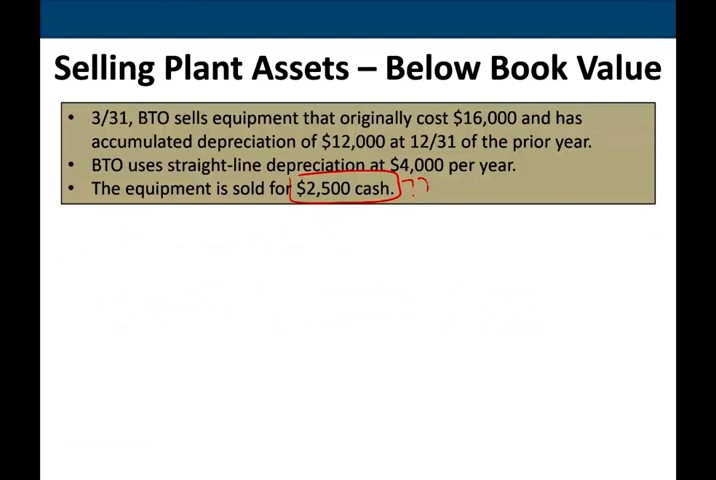 Selling Plant Assets – Below Book Value
• 3/31, BTO sells equipment that originally cost $16,000 and has
accumulated depreciation of $12,000 at 12/31 of the prior year.
• BTO uses straight-line depreciation at $4,000 per year.
• The equipment is sold for $2,500 cash. ??